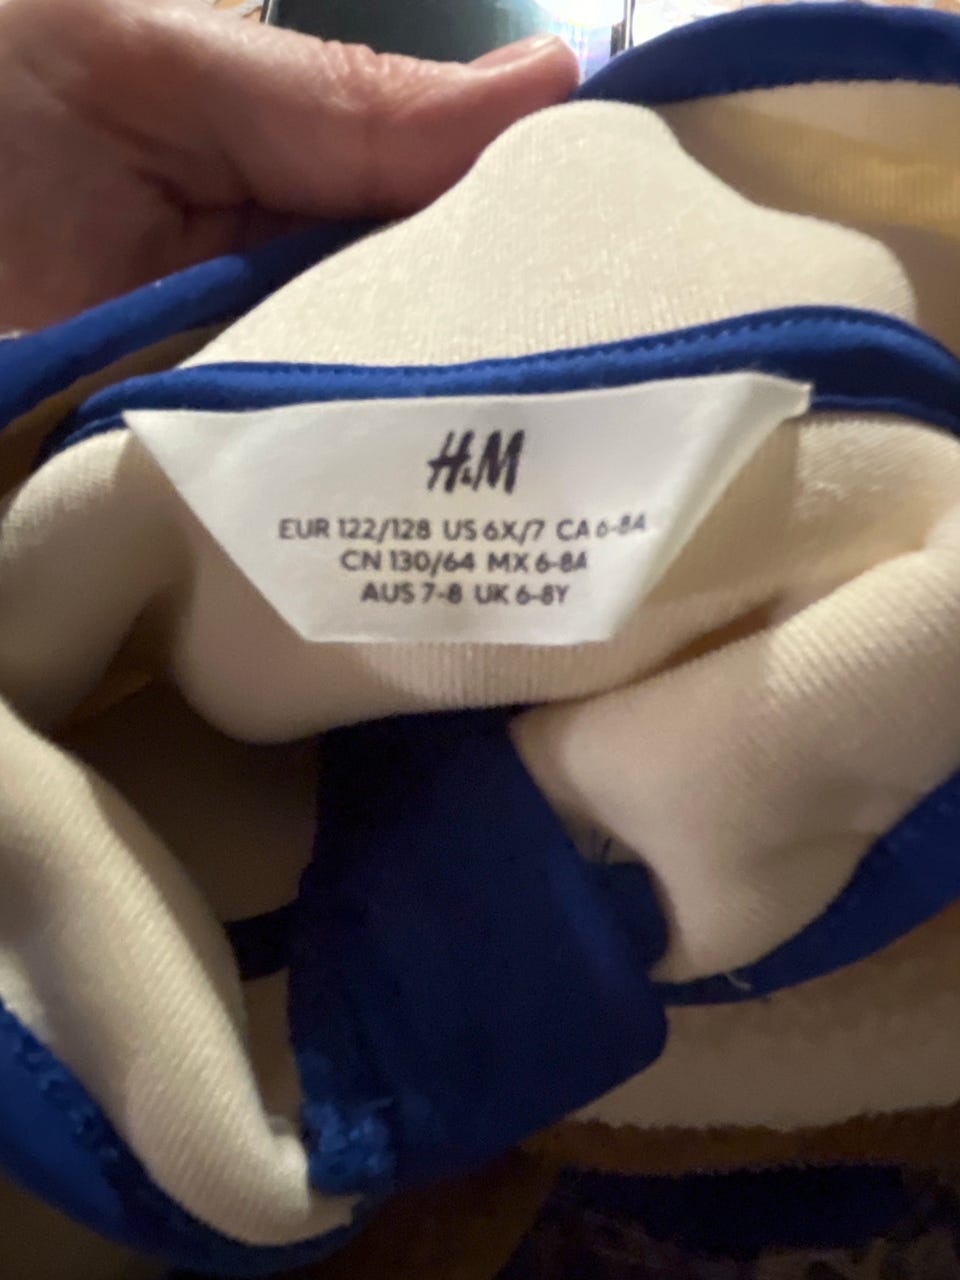 H&M
EUR 122/128 US 6X/7 CA 6-8A
CN 130/64 MX 6-8A
AUS 7-8 UK 6-8Y